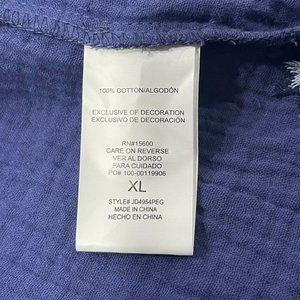 100% COTTON/ALGODÓN
EXCLUSIVE OF DECORATION
EXCLUSIVO DE DECORACIÓN
RN#15600
CARE ON REVERSE
VER AL DORSO
PARA CUIDADO
PO# 100-00119906
XL
STYLE# JD4954PEG
MADE IN CHINA
HECHO EN CHINA